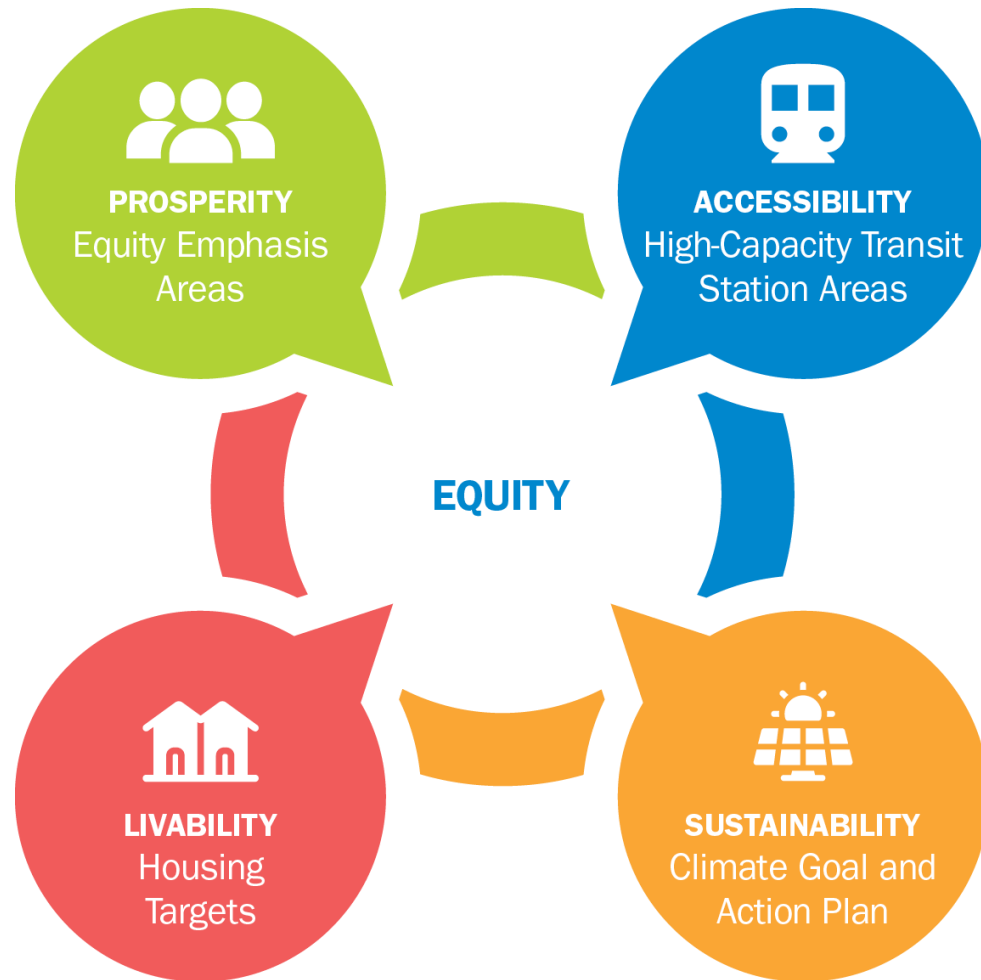 PROSPERITY
Equity Emphasis
Areas
ACCESSIBILITY
High-Capacity Transit
Station Areas
EQUITY
LIVABILITY
Housing
Targets
SUSTAINABILITY
Climate Goal and
Action Plan